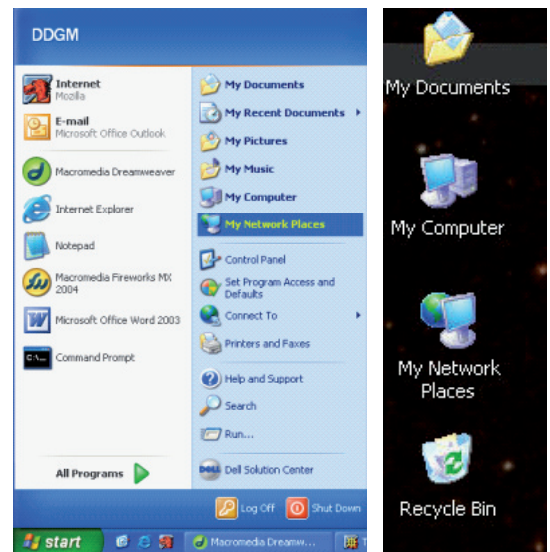 DDGM
Internet
Mozilla
E-mail
Microsoft Office Outlook
Macromedia Dreamweaver
Internet Explorer
Notepad
Macromedia Fireworks MX
2004
Microsoft Office Word 2003
C:\...
Command Prompt
All Programs
My Documents
My Recent Documents
My Pictures
My Music
My Computer
My Network Places
Control Panel
Set Program Access and
Defaults
Connect To
Printers and Faxes
Help and Support
Search
Run...
DELL
Dell Solution Center
Log Off
Shut Down
start
Macromedia Dreamw...
My Documents
My Computer
My Network
Places
Recycle Bin